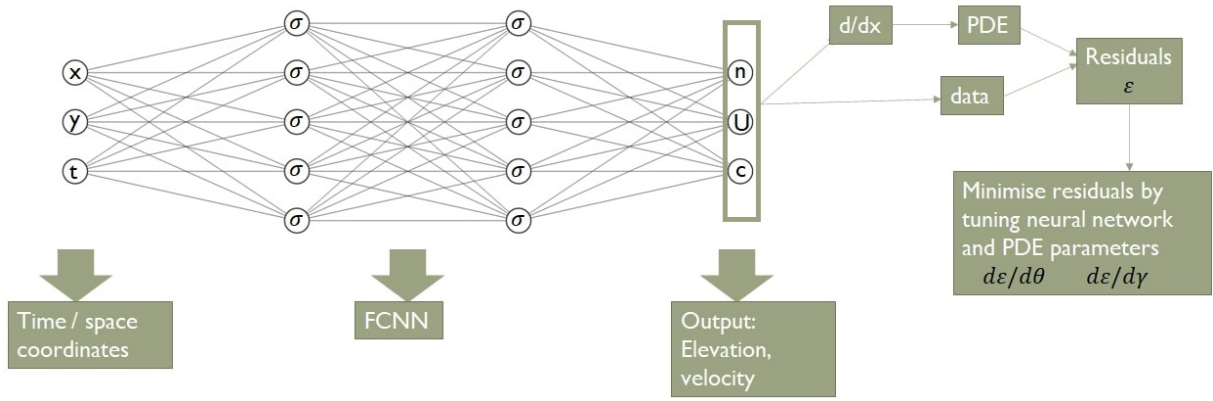 x
y
t
σ
σ
σ
σ
σ
σ
σ
σ
σ
σ
n
U
c
d/dx
PDE
data
Residuals
ε
Minimise residuals by
tuning neural network
and PDE parameters
dε/dθ dε/dγ
Time / space
coordinates
FCNN
Output:
Elevation,
velocity